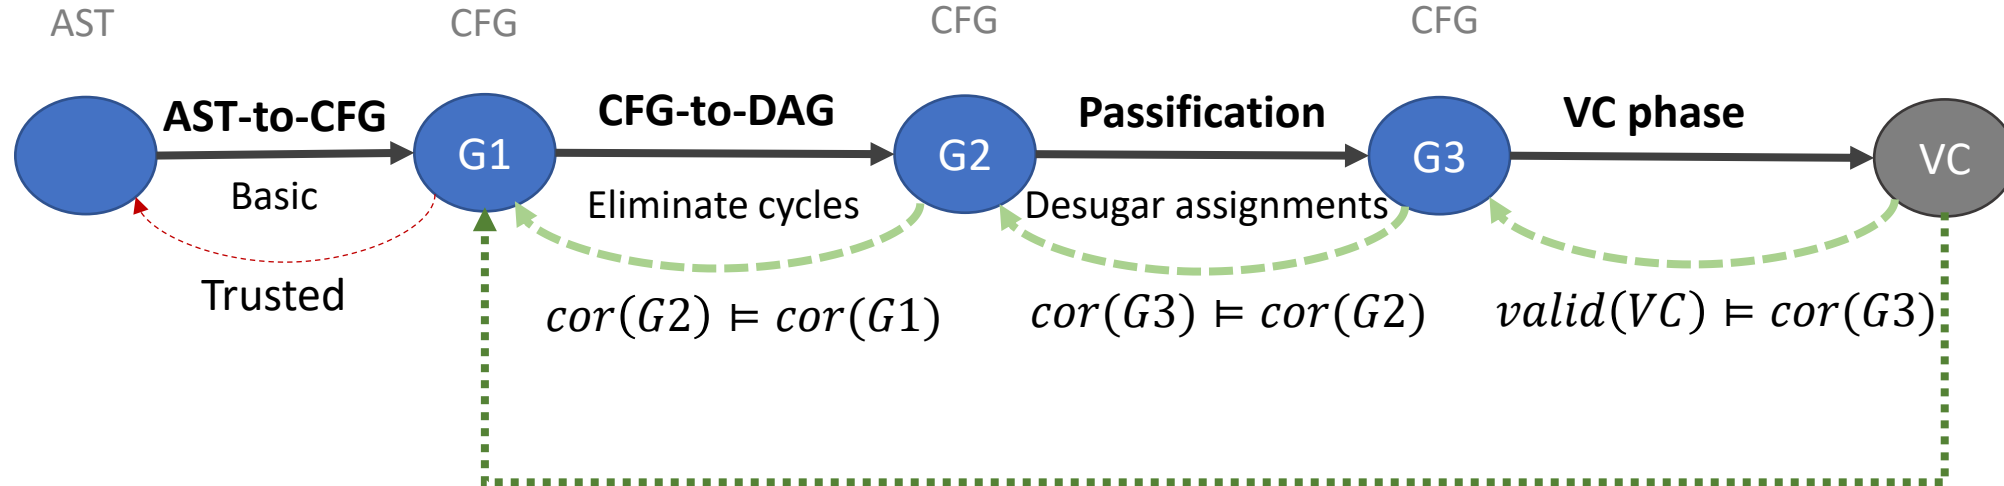 AST CFG CFG CFG
AST-to-CFG CFG-to-DAG Passification VC phase
G1 G2 G3 VC
Basic Eliminate cycles Desugar assignments
Trusted
cor(G2) ⊨ cor(G1) cor(G3) ⊨ cor(G2) valid(VC) ⊨ cor(G3)